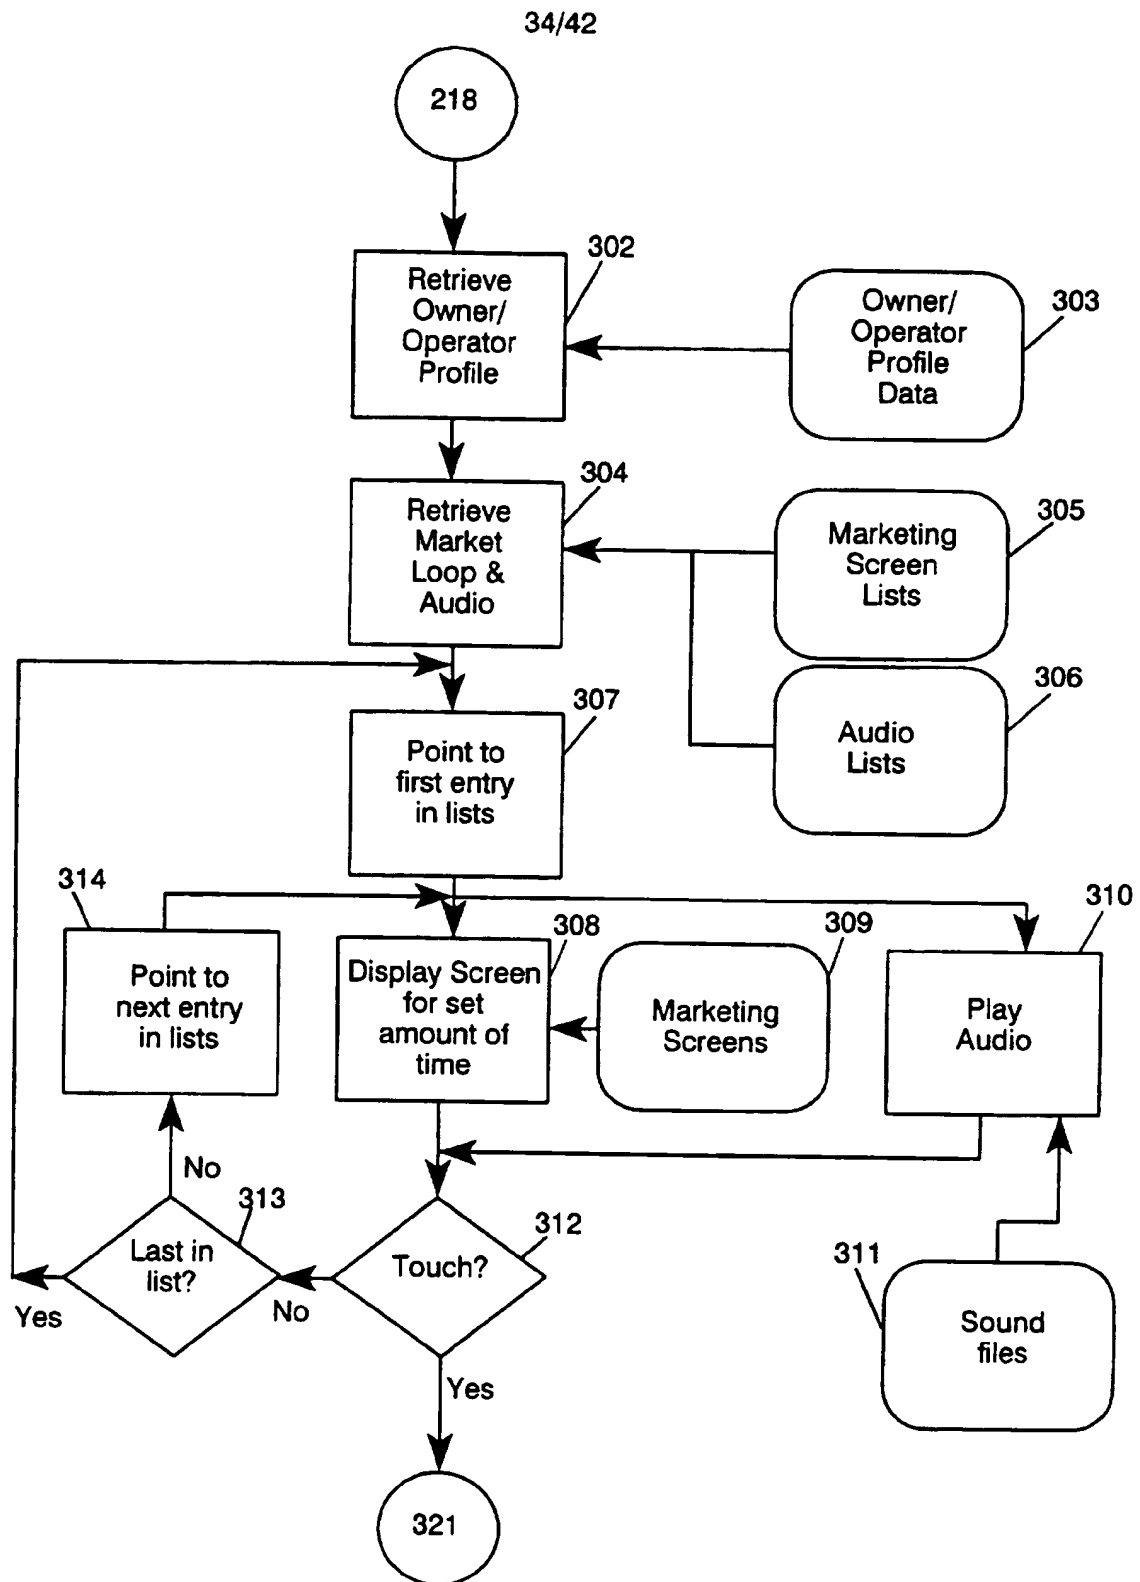 34/42
218
302
Retrieve
Owner/
Operator
Profile
303
Owner/
Operator
Profile
Data
304
Retrieve
Market
Loop &
Audio
305
Marketing
Screen
Lists
306
Audio
Lists
307
Point to
first entry
in lists
314
Point to
next entry
in lists
308
Display Screen
for set
amount of
time
309
Marketing
Screens
310
Play
Audio
No
313
Last in
list?
Yes
No
312
Touch?
Yes
311
Sound
files
321